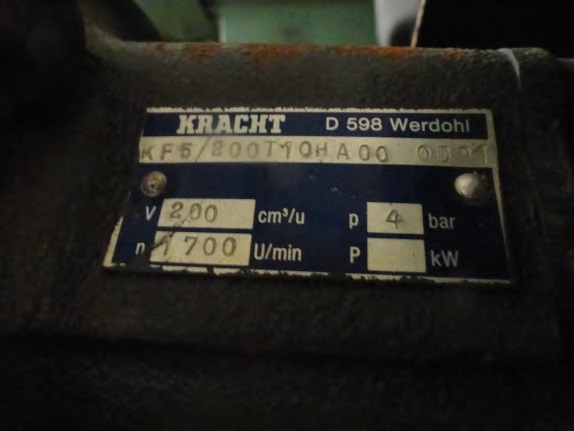 KRACHT D 598 Werdohl
KF5/200T10HA00
V 200 cm³/u p 4 bar
n 1700 U/min P kW